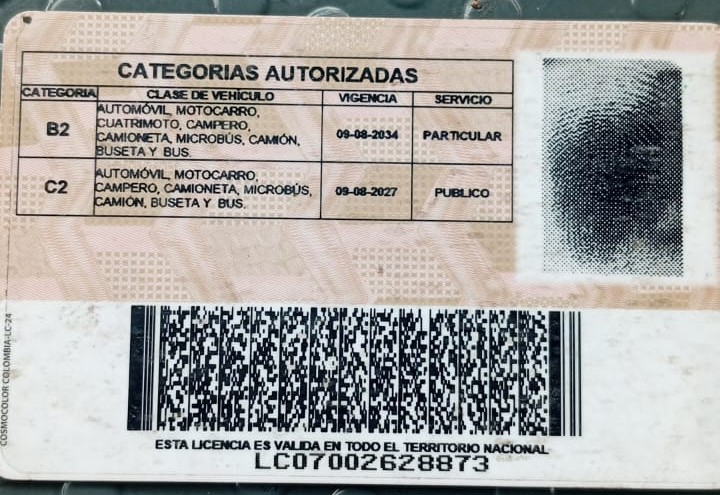 CATEGORIAS AUTORIZADAS
CATEGORIA CLASE DE VEHÍCULO VIGENCIA SERVICIO
B2
AUTOMÓVIL, MOTOCARRO,
CUATRIMOTO, CAMPERO,
CAMIONETA, MICROBÚS, CAMIÓN,
BUSETA Y BUS.
09-08-2034 PARTICULAR
C2
AUTOMÓVIL, MOTOCARRO,
CAMPERO, CAMIONETA, MICROBÚS,
CAMIÓN, BUSETA Y BUS.
09-08-2027 PUBLICO
COSMOCOLOR COLOMBIA-LC-24
ESTA LICENCIA ES VALIDA EN TODO EL TERRITORIO NACIONAL
LC07002628873